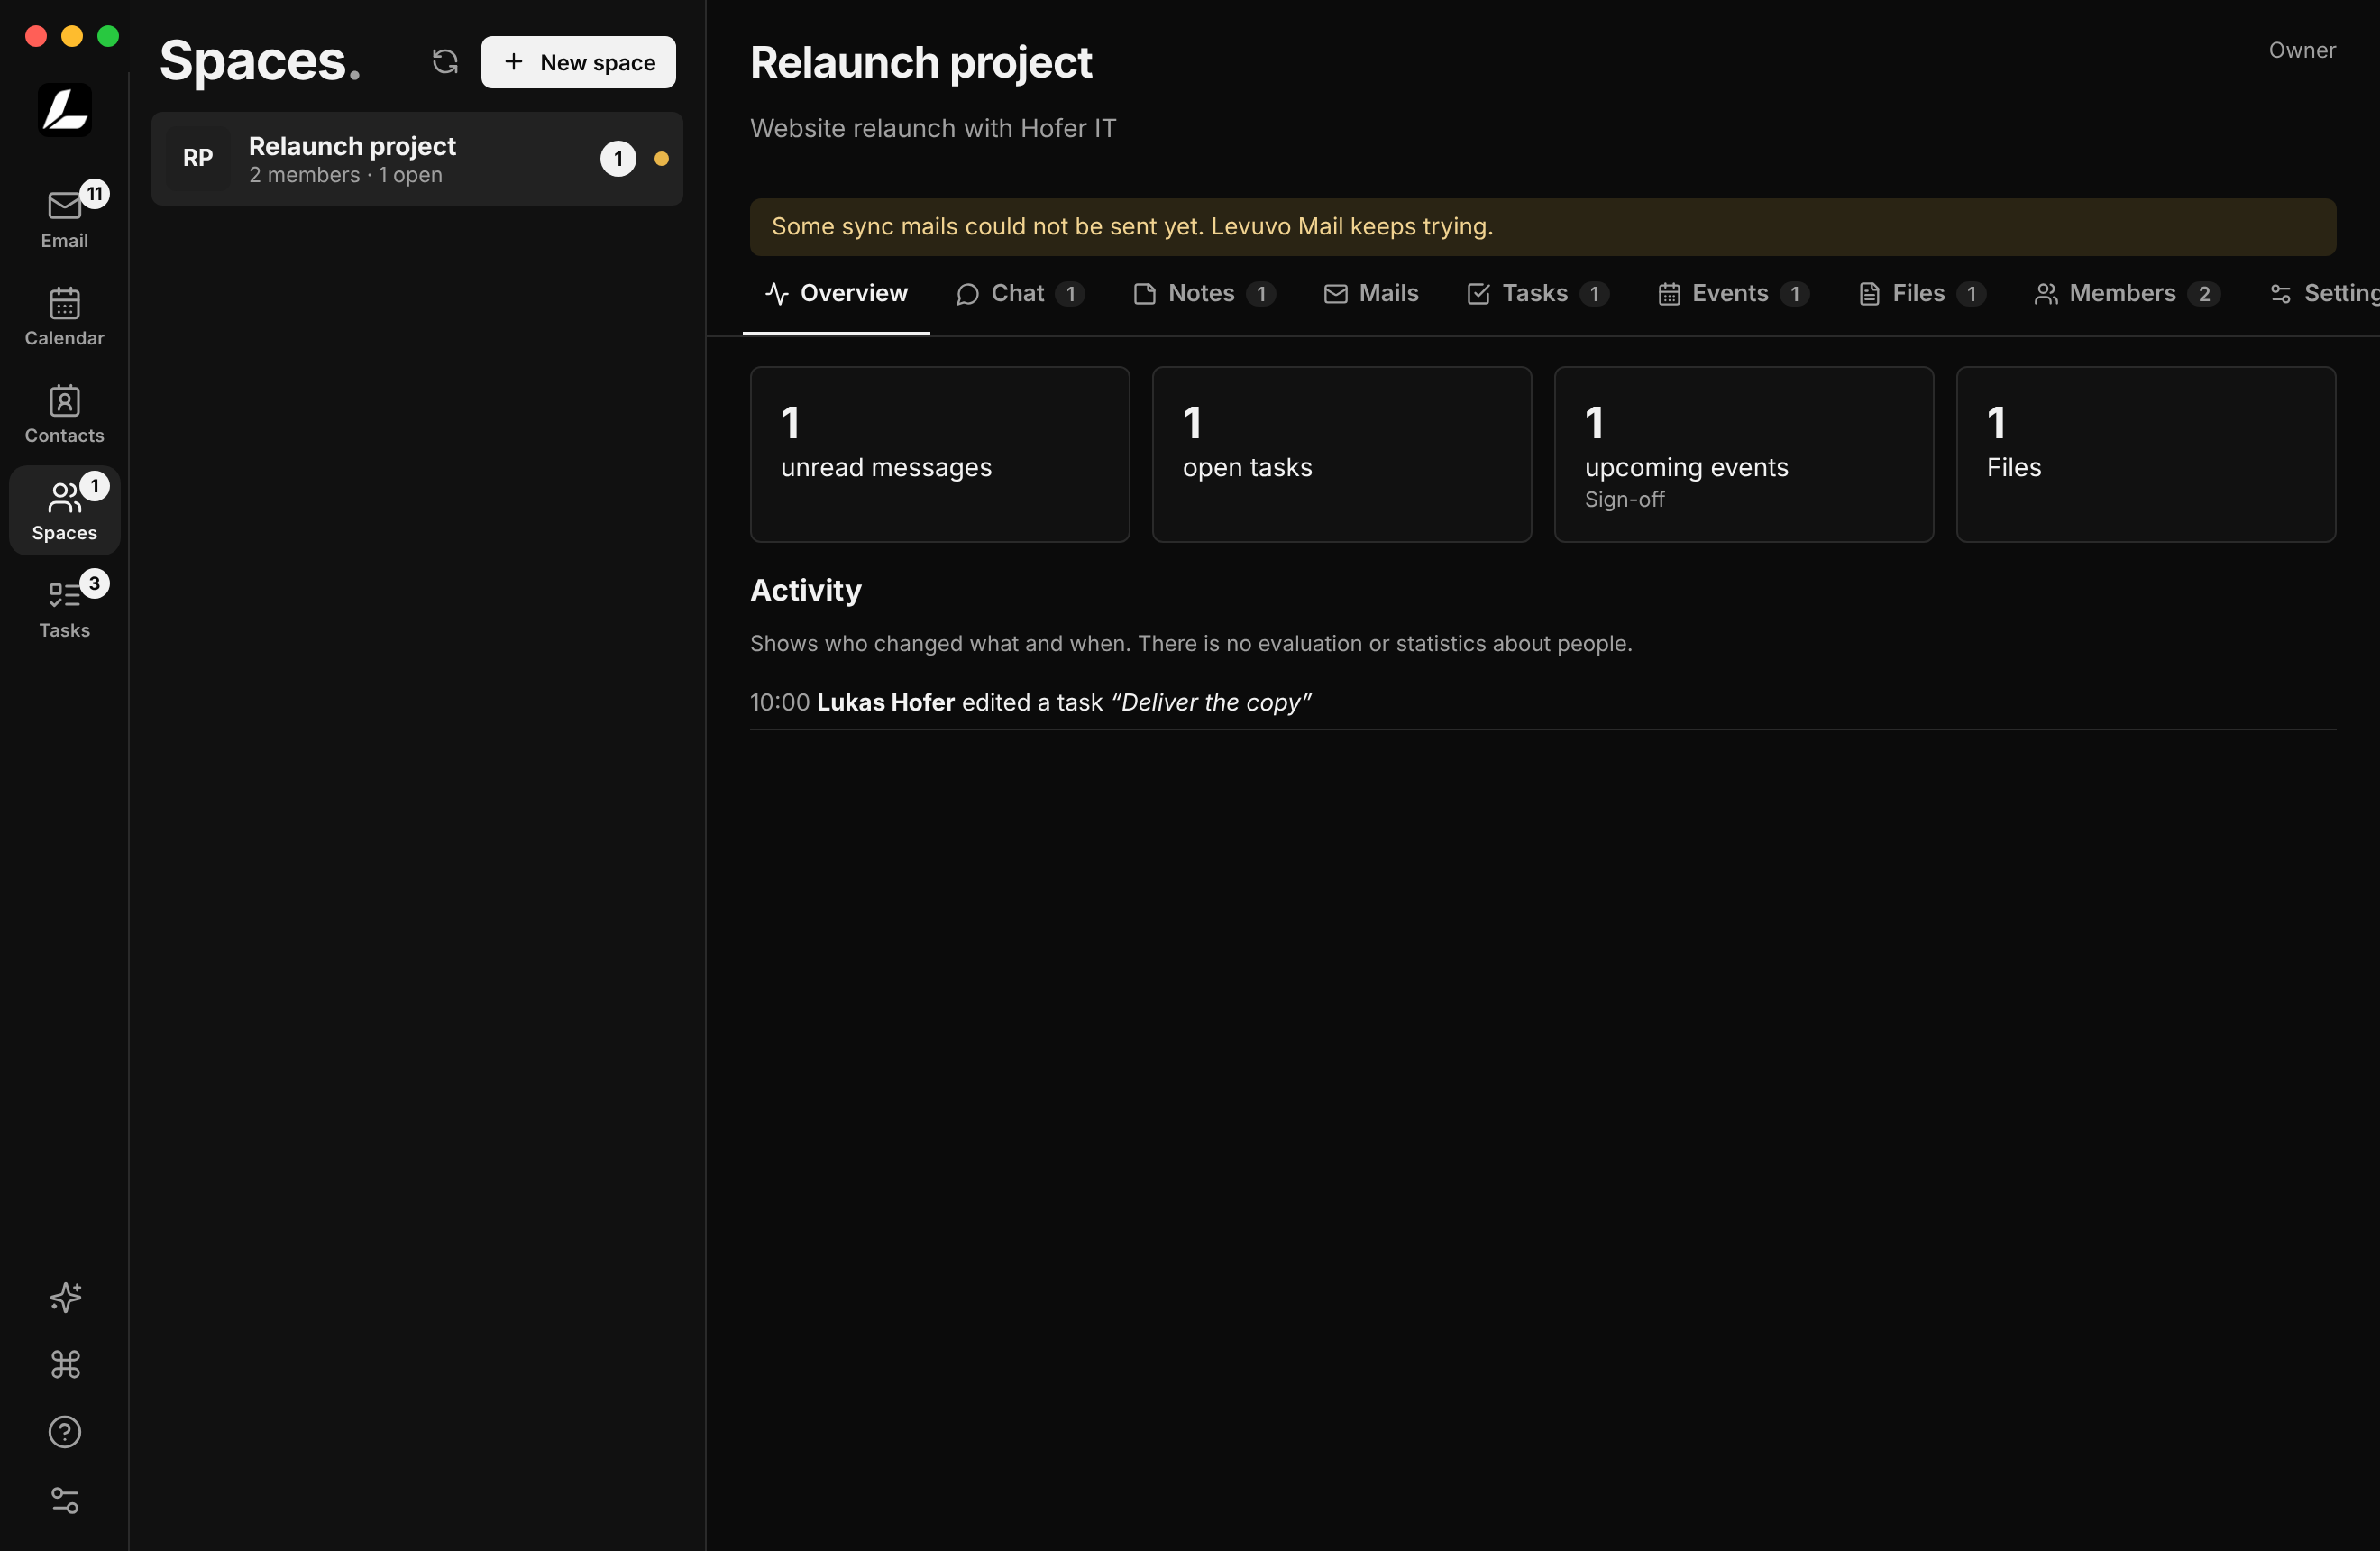 Spaces.
New space
RP
Relaunch project
2 members · 1 open
1
11
Email
Calendar
Contacts
1
Spaces
3
Tasks
Relaunch project
Owner
Website relaunch with Hofer IT
Some sync mails could not be sent yet. Levuvo Mail keeps trying.
Overview
Chat 1
Notes 1
Mails
Tasks 1
Events 1
Files 1
Members 2
Setting
1
unread messages
1
open tasks
1
upcoming events
Sign-off
1
Files
Activity
Shows who changed what and when. There is no evaluation or statistics about people.
10:00 Lukas Hofer edited a task “Deliver the copy”